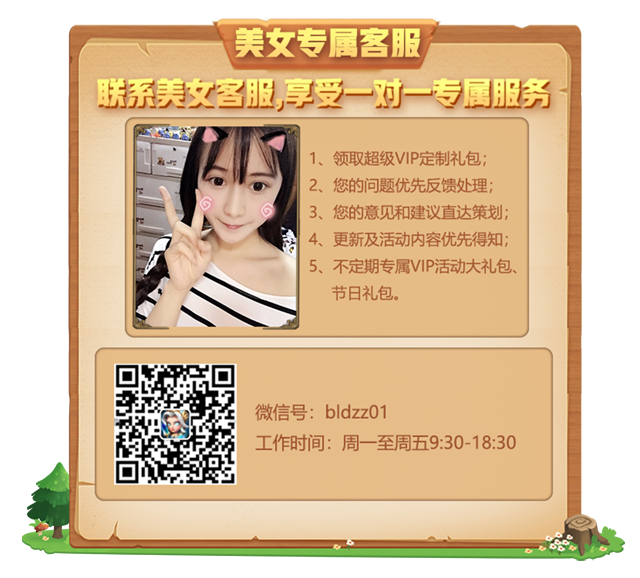 美女专属客服
联系美女客服,享受一对一专属服务
1、领取超级VIP定制礼包；
2、您的问题优先反馈处理；
3、您的意见和建议直达策划；
4、更新及活动内容优先得知；
5、不定期专属VIP活动大礼包、
节日礼包。
微信号：bldzz01
工作时间：周一至周五9:30-18:30